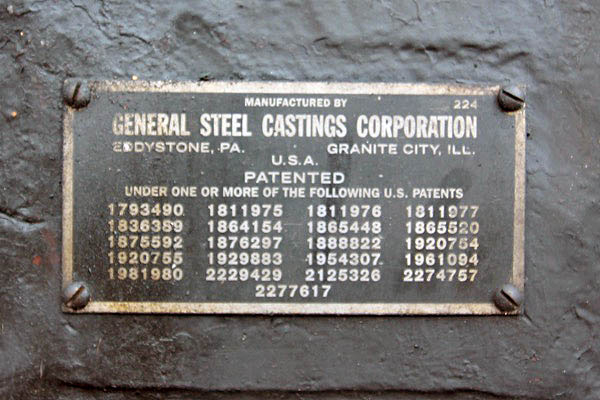 MANUFACTURED BY 224
GENERAL STEEL CASTINGS CORPORATION
EDDYSTONE, PA. GRANITE CITY, ILL.
U.S.A.
PATENTED
UNDER ONE OR MORE OF THE FOLLOWING U.S. PATENTS
1793490 1811975 1811976 1811977
1836389 1864154 1865448 1865520
1875592 1876297 1888822 1920754
1920755 1929883 1954307 1961094
1981980 2229429 2125326 2274757
2277617